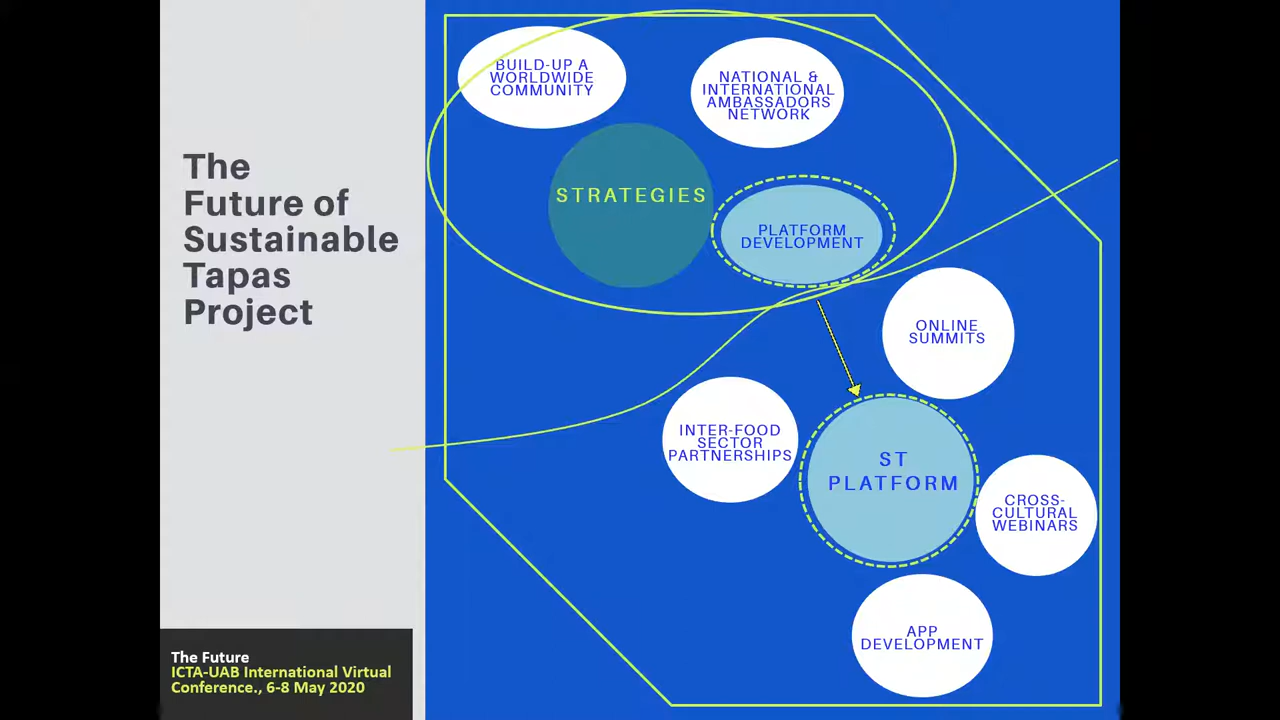 The
Future of
Sustainable
Tapas
Project
BUILD-UP A
WORLDWIDE
COMMUNITY
NATIONAL &
INTERNATIONAL
AMBASSADORS
NETWORK
STRATEGIES
PLATFORM
DEVELOPMENT
ONLINE
SUMMITS
INTER-FOOD
SECTOR
PARTNERSHIPS
ST
PLATFORM
CROSS-
CULTURAL
WEBINARS
APP
DEVELOPMENT
The Future
ICTA-UAB International Virtual
Conference., 6-8 May 2020